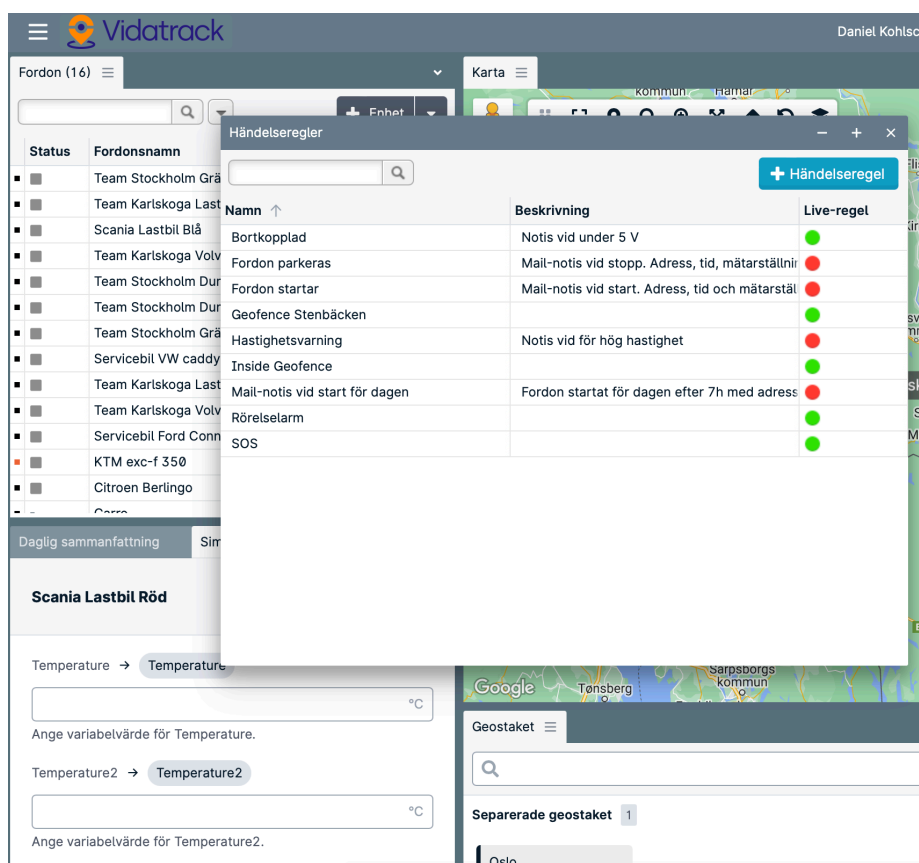 Vidatrack
Daniel Kohlsc
Fordon (16)
Karta
kommun
Hamar
Enhet
Händelseregler
Status
Fordonsnamn
Händelseregel
Namn
Beskrivning
Live-regel
Team Stockholm Grä
Team Karlskoga Last
Scania Lastbil Blå
Team Karlskoga Volv
Team Stockholm Dur
Team Stockholm Dur
Team Stockholm Grä
Servicebil VW caddy
Team Karlskoga Last
Team Karlskoga Volv
Servicebil Ford Conn
KTM exc-f 350
Citroen Berlingo
Carro
Bortkopplad
Notis vid under 5 V
Fordon parkeras
Mail-notis vid stopp. Adress, tid, mätarställnin
Fordon startar
Mail-notis vid start. Adress, tid och mätarstäl
Geofence Stenbäcken
Hastighetsvarning
Notis vid för hög hastighet
Inside Geofence
Mail-notis vid start för dagen
Fordon startat för dagen efter 7h med adress
Rörelselarm
SOS
Daglig sammanfattning
Sim
Scania Lastbil Röd
Temperature → Temperature
°C
Ange variabelvärde för Temperature.
Temperature2 → Temperature2
°C
Ange variabelvärde för Temperature2.
Google
Tønsberg
Sarpsborgs
kommun
Geostaket
Separerade geostaket 1
Oslo